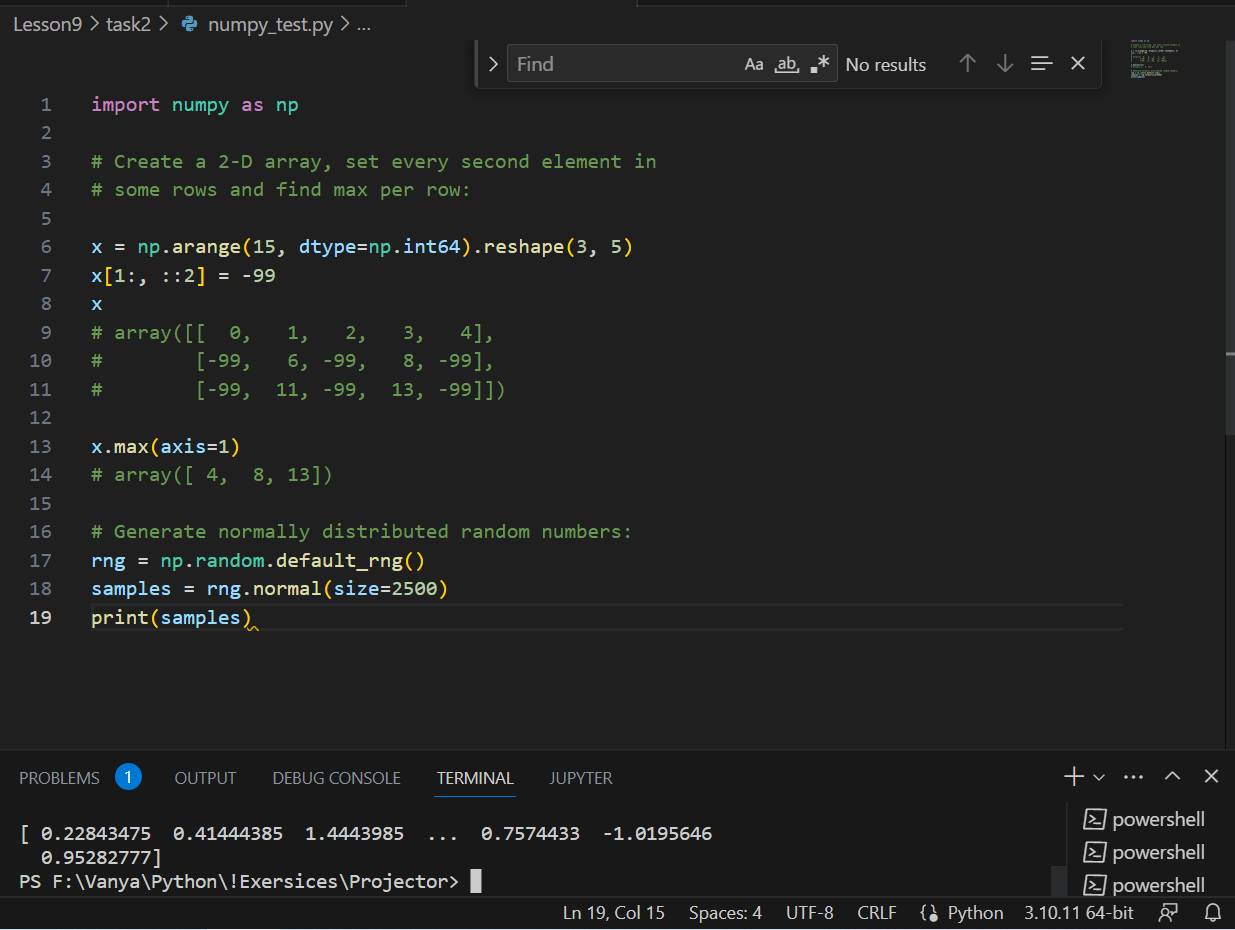 Lesson9 > task2 > numpy_test.py > ...
> Find Aa ab .* No results
1 import numpy as np
2
3 # Create a 2-D array, set every second element in
4 # some rows and find max per row:
5
6 x = np.arange(15, dtype=np.int64).reshape(3, 5)
7 x[1:, ::2] = -99
8 x
9 # array([[  0,   1,   2,   3,   4],
10 #        [-99,   6, -99,   8, -99],
11 #        [-99,  11, -99,  13, -99]])
12
13 x.max(axis=1)
14 # array([ 4,  8, 13])
15
16 # Generate normally distributed random numbers:
17 rng = np.random.default_rng()
18 samples = rng.normal(size=2500)
19 print(samples)
PROBLEMS 1 OUTPUT DEBUG CONSOLE TERMINAL JUPYTER
[ 0.22843475  0.41444385  1.4443985  ...  0.7574433  -1.0195646
  0.95282777]
PS F:\Vanya\Python\!Exersices\Projector>
powershell
powershell
powershell
Ln 19, Col 15 Spaces: 4 UTF-8 CRLF Python 3.10.11 64-bit